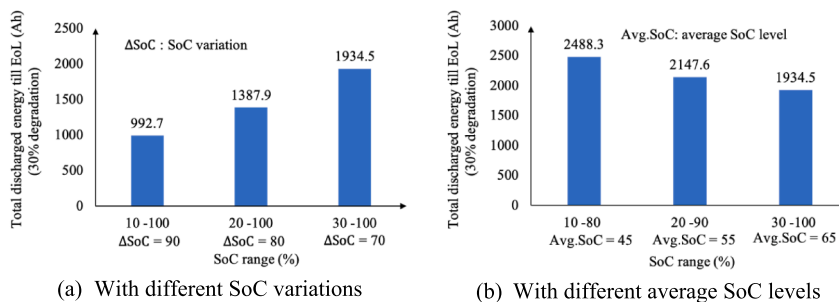 Total discharged energy till EoL (Ah)
(30% degradation)
2500
2000
1500
1000
500
0
ΔSoC : SoC variation
992.7
1387.9
1934.5
10 -100
20 -100
30 -100
ΔSoC = 90
ΔSoC = 80
ΔSoC = 70
SoC range (%)
(a) With different SoC variations
Total discharged energy till EoL (Ah)
(30% degradation)
3000
2500
2000
1500
1000
500
0
Avg.SoC: average SoC level
2488.3
2147.6
1934.5
10 -80
20 -90
30 -100
Avg.SoC = 45
Avg.SoC = 55
Avg.SoC = 65
SoC range (%)
(b) With different average SoC levels